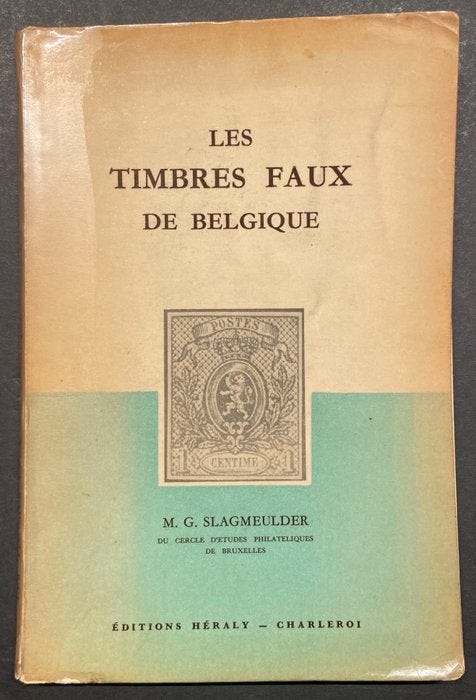 LES
TIMBRES FAUX
DE BELGIQUE
POSTES
1 CENTIME 1
M. G. SLAGMEULDER
DU CERCLE D'ETUDES PHILATELIQUES
DE BRUXELLES
ÉDITIONS HÉRALY — CHARLEROI